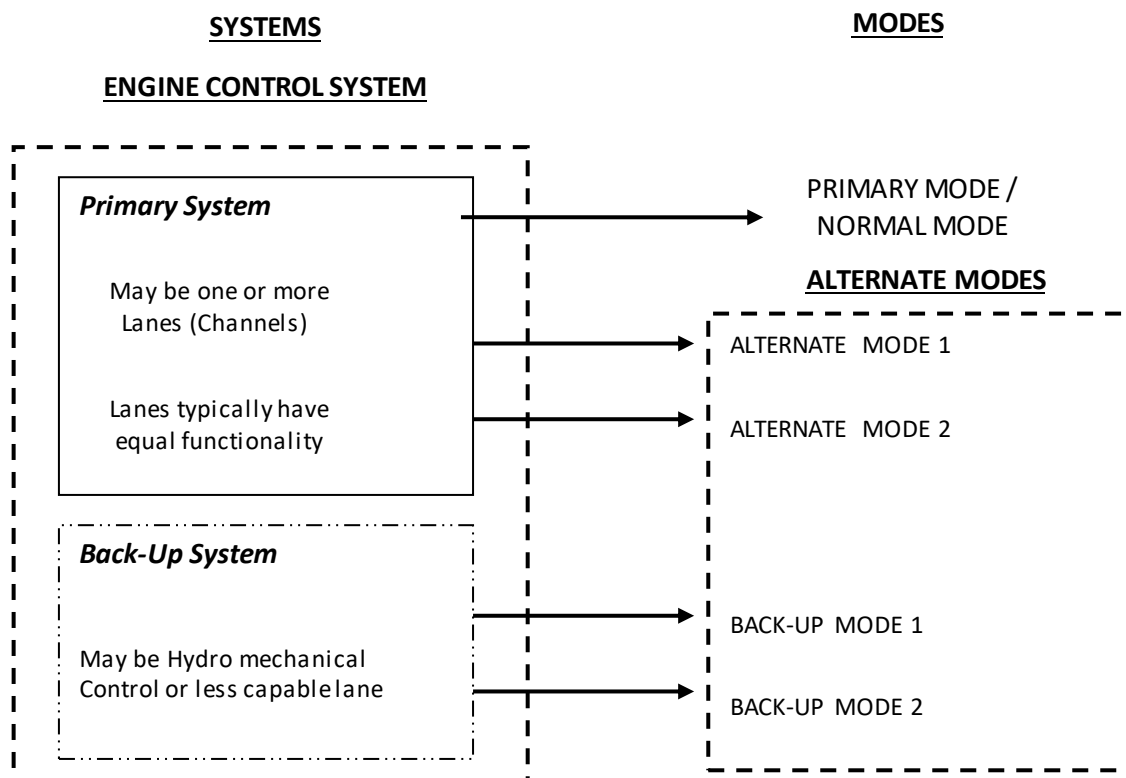 SYSTEMS
ENGINE CONTROL SYSTEM
Primary System
May be one or more
Lanes (Channels)
Lanes typically have
equal functionality
Back-Up System
May be Hydro mechanical
Control or less capable lane
MODES
PRIMARY MODE /
NORMAL MODE
ALTERNATE MODES
ALTERNATE MODE 1
ALTERNATE MODE 2
BACK-UP MODE 1
BACK-UP MODE 2